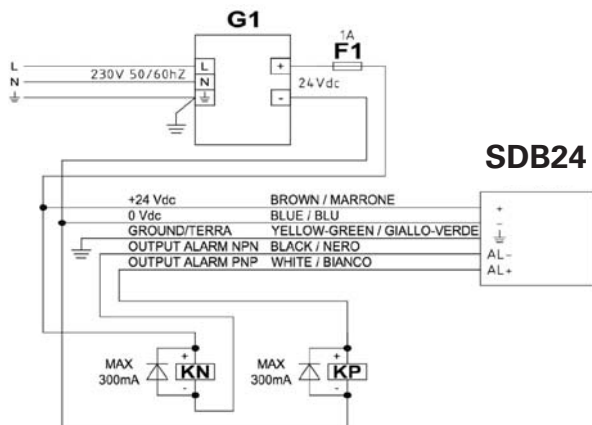 G1
1A
F1
L
N
230V 50/60hZ
L
N
+
-
24Vdc
SDB24
+24 Vdc BROWN / MARRONE
0 Vdc BLUE / BLU
GROUND/TERRA YELLOW-GREEN / GIALLO-VERDE
OUTPUT ALARM NPN BLACK / NERO
OUTPUT ALARM PNP WHITE / BIANCO
+
-
AL-
AL+
MAX
300mA
+
KN
-
MAX
300mA
+
KP
-